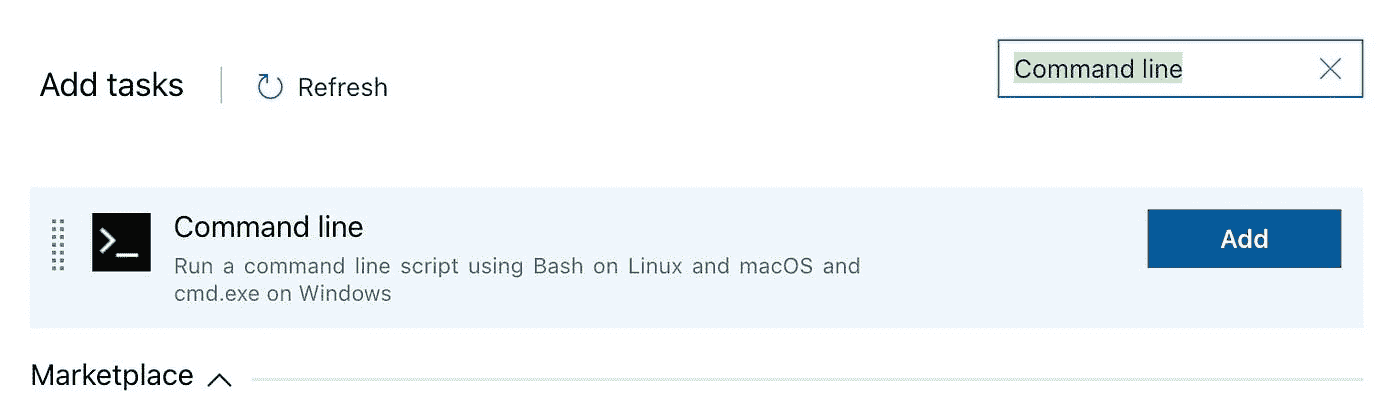 Add tasks
Refresh
Command line
Command line
Run a command line script using Bash on Linux and macOS and
cmd.exe on Windows
Add
Marketplace